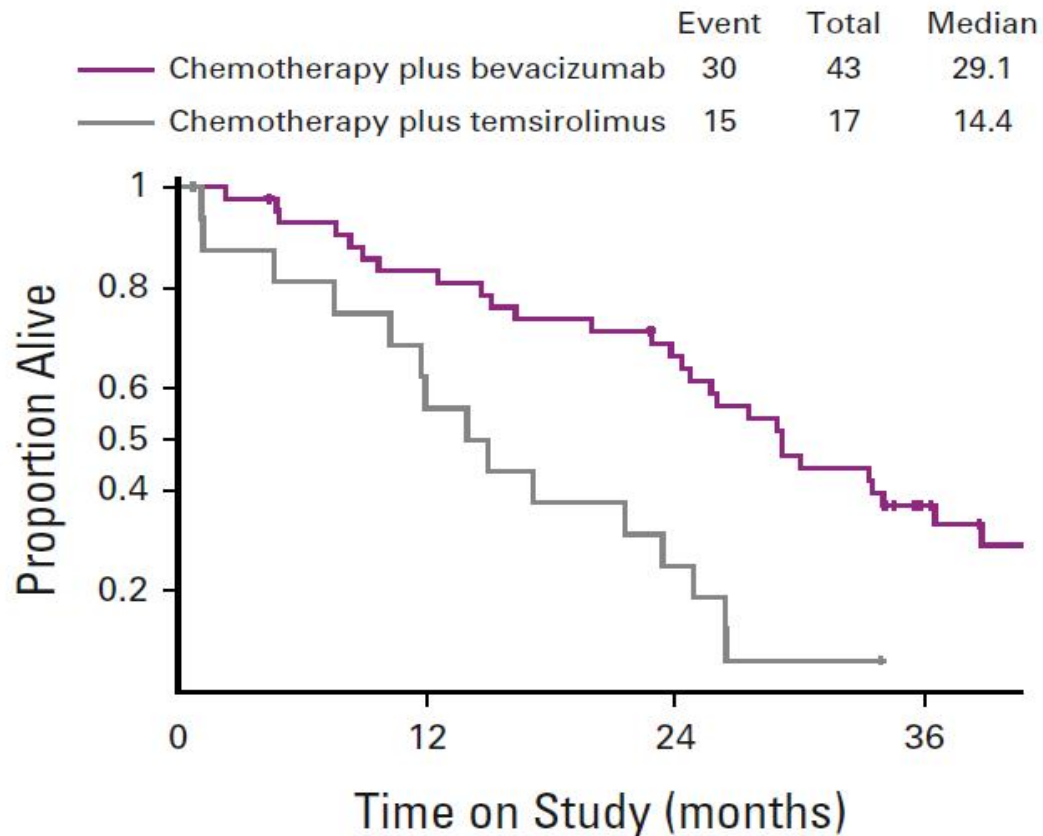 Event Total Median
Chemotherapy plus bevacizumab 30 43 29.1
Chemotherapy plus temsirolimus 15 17 14.4
1
0.8
0.6
0.5
0.4
0.2
Proportion Alive
0 12 24 36
Time on Study (months)